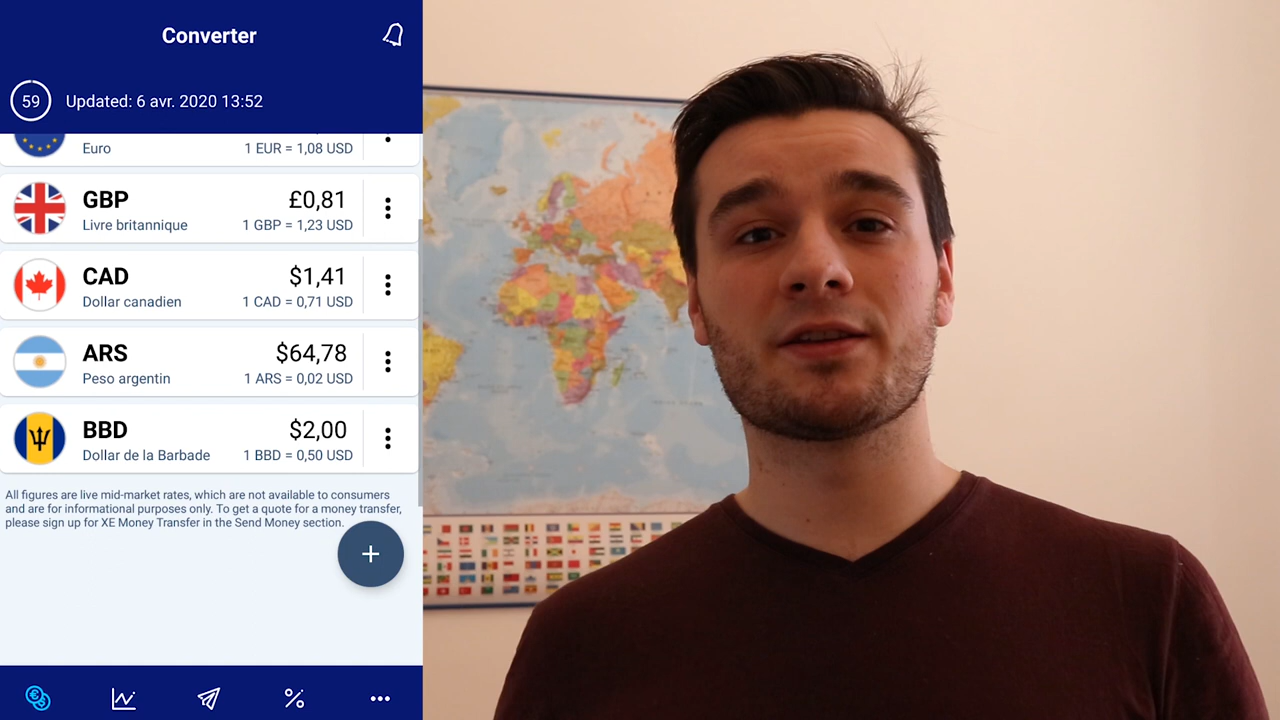 Converter
59
Updated: 6 avr. 2020 13:52
Euro
1 EUR = 1,08 USD
GBP
£0,81
Livre britannique
1 GBP = 1,23 USD
CAD
$1,41
Dollar canadien
1 CAD = 0,71 USD
ARS
$64,78
Peso argentin
1 ARS = 0,02 USD
BBD
$2,00
Dollar de la Barbade
1 BBD = 0,50 USD
All figures are live mid-market rates, which are not available to consumers
and are for informational purposes only. To get a quote for a money transfer,
please sign up for XE Money Transfer in the Send Money section.